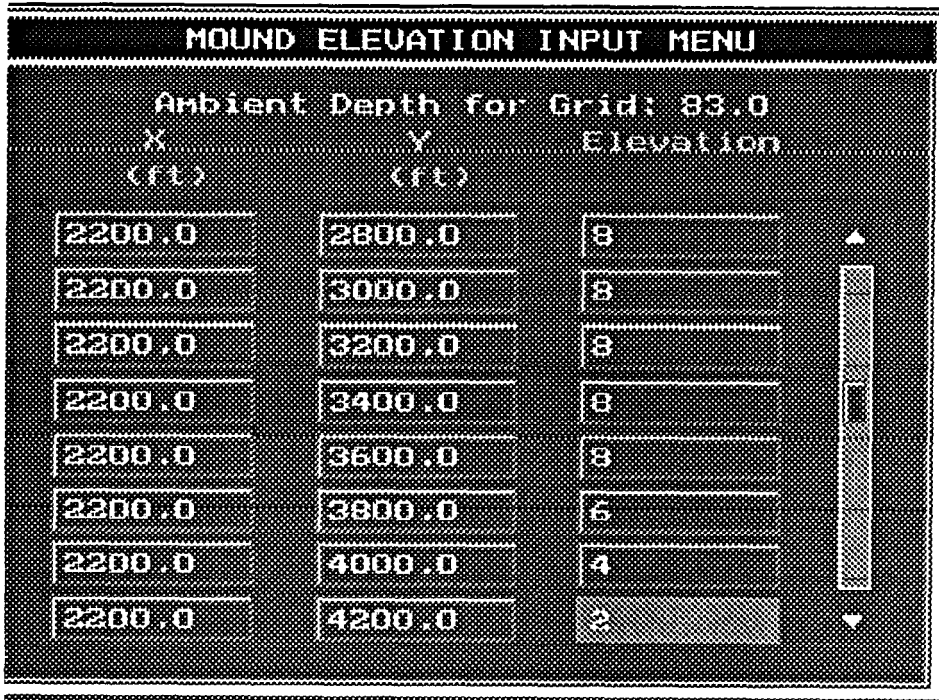 MOUND ELEVATION INPUT MENU
Ambient Depth for Grid: 83.0
X Y Elevation
(ft) (ft)
2200.0 2800.0 8
2200.0 3000.0 8
2200.0 3200.0 8
2200.0 3400.0 8
2200.0 3600.0 8
2200.0 3800.0 6
2200.0 4000.0 4
2200.0 4200.0 2